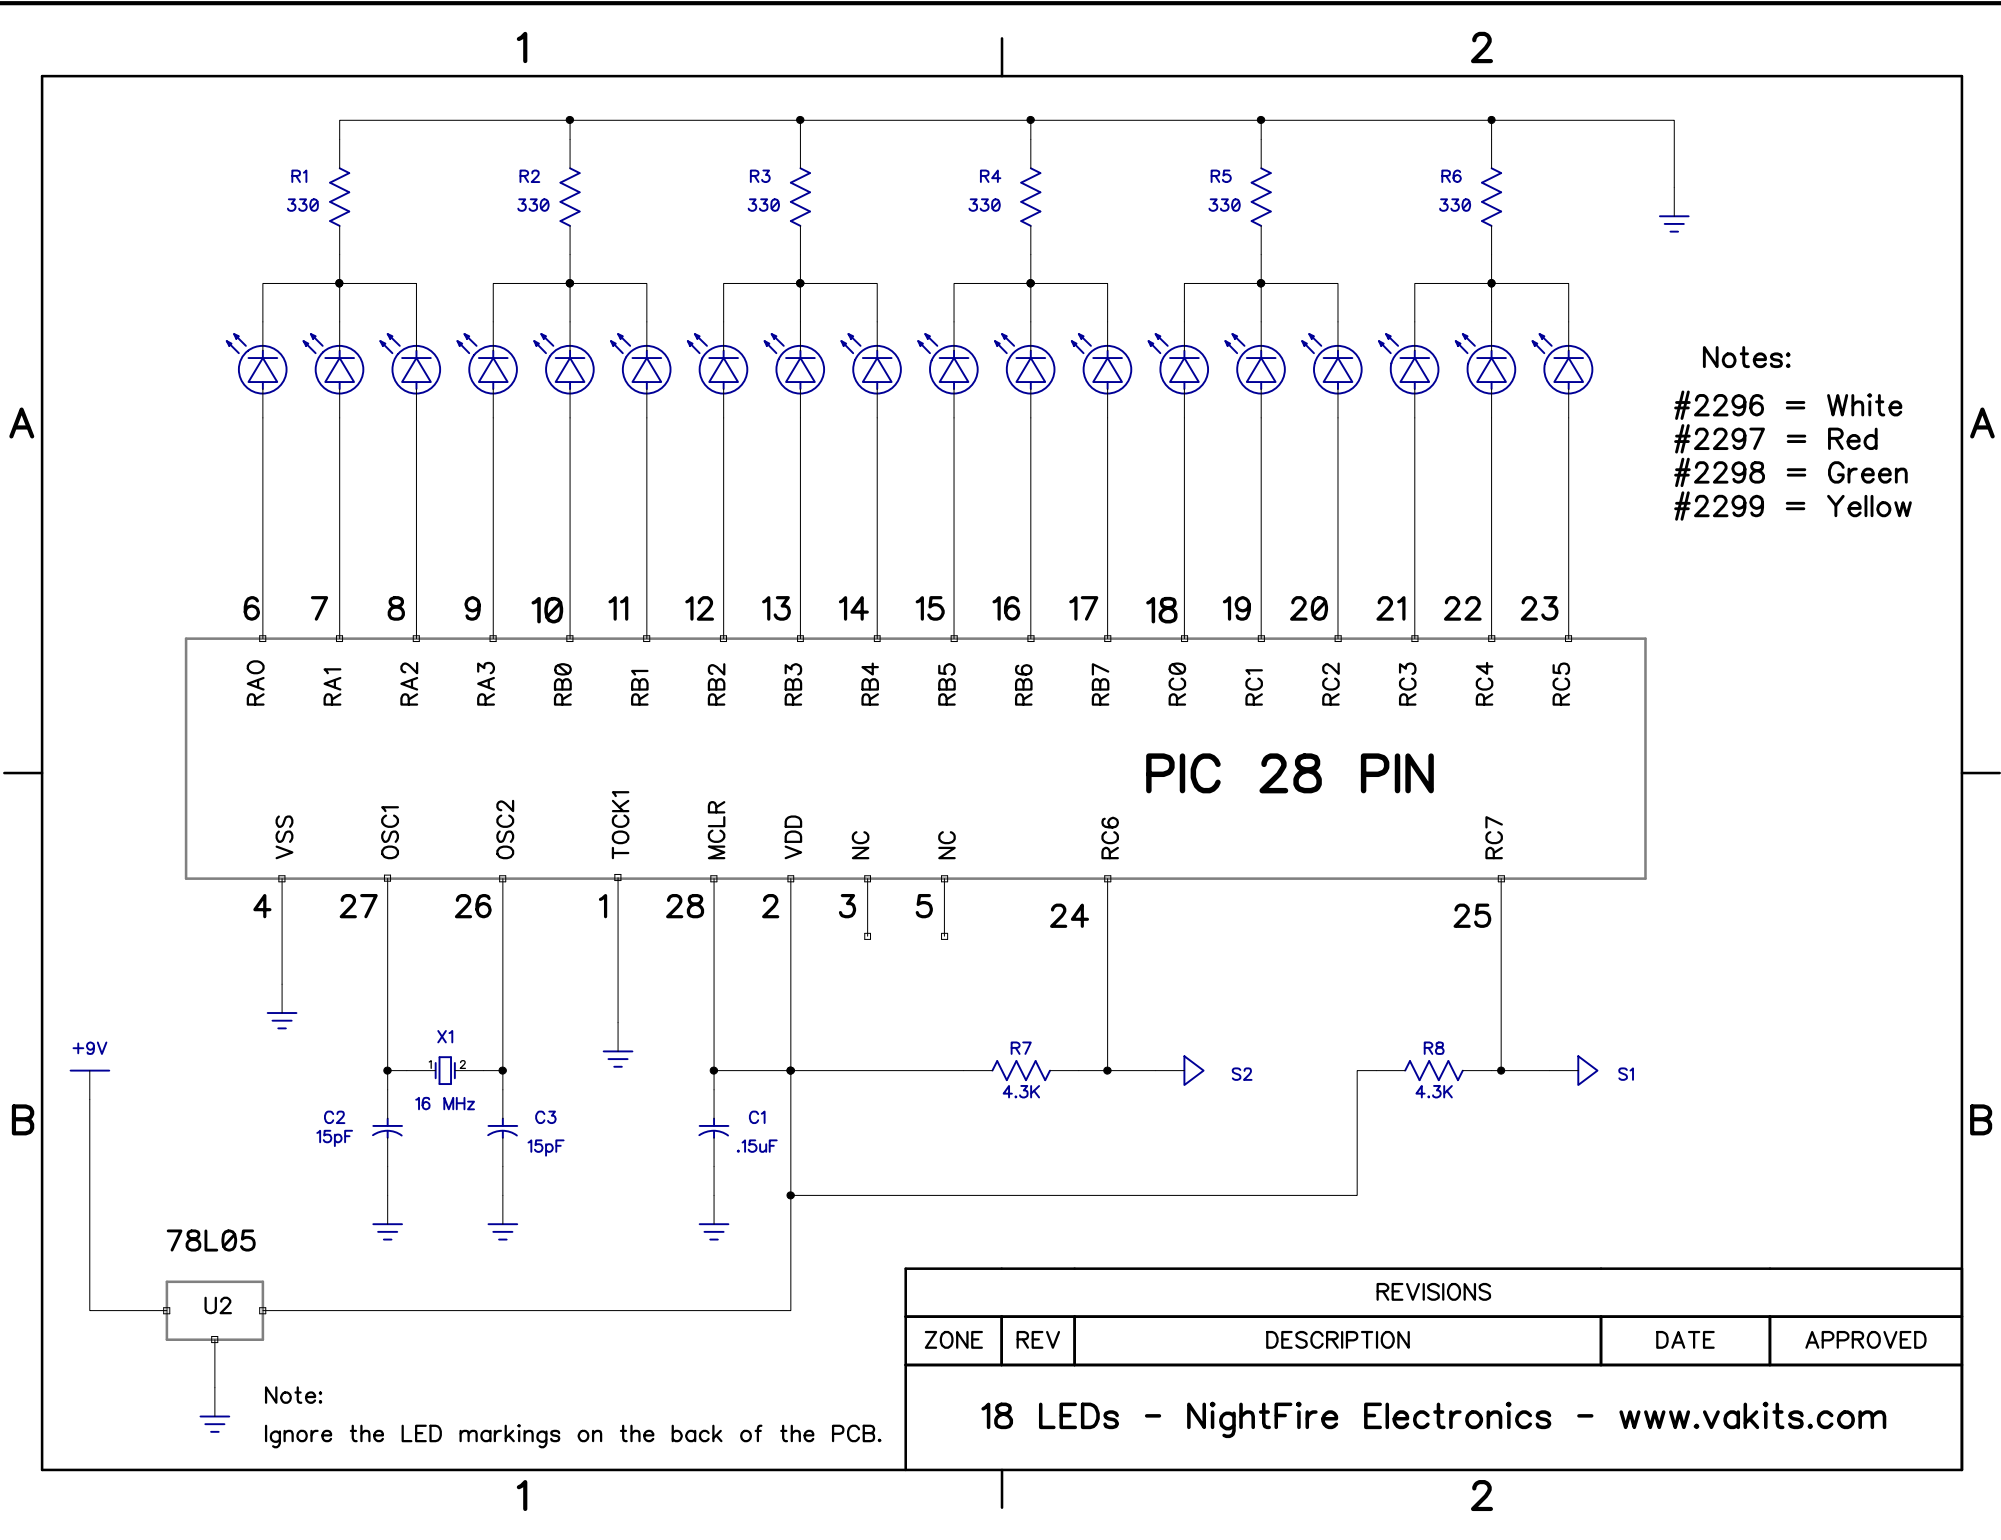 1 2
R1 R2 R3 R4 R5 R6
330 330 330 330 330 330
Notes:
#2296 = White
#2297 = Red
#2298 = Green
#2299 = Yellow
A A
6 7 8 9 10 11 12 13 14 15 16 17 18 19 20 21 22 23
RAO RA1 RA2 RA3 RB0 RB1 RB2 RB3 RB4 RB5 RB6 RB7 RC0 RC1 RC2 RC3 RC4 RC5
PIC 28 PIN
VSS OSC1 OSC2 TOCK1 MCLR VDD NC NC RC6 RC7
4 27 26 1 28 2 3 5 24 25
+9V X1 R7 R8
1 2 S2 S1
16 MHz 4.3K 4.3K
B C2 C3 C1 B
15pF 15pF .15uF
78L05
U2
REVISIONS
ZONE REV DESCRIPTION DATE APPROVED
Note:
Ignore the LED markings on the back of the PCB.
18 LEDs - NightFire Electronics - www.vakits.com
1 2